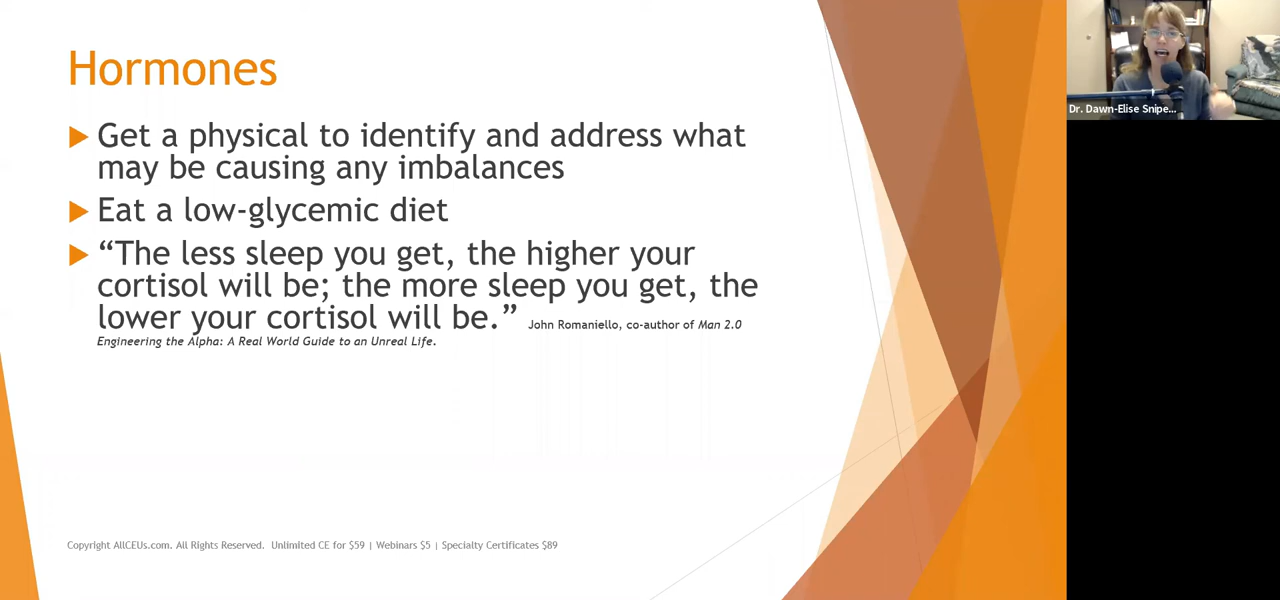 Hormones
Get a physical to identify and address what
may be causing any imbalances
Eat a low-glycemic diet
“The less sleep you get, the higher your
cortisol will be; the more sleep you get, the
lower your cortisol will be.” John Romaniello, co-author of Man 2.0
Engineering the Alpha: A Real World Guide to an Unreal Life.
Copyright AllCEUs.com. All Rights Reserved. Unlimited CE for $59 | Webinars $5 | Specialty Certificates $89
Dr. Dawn-Elise Snipe...